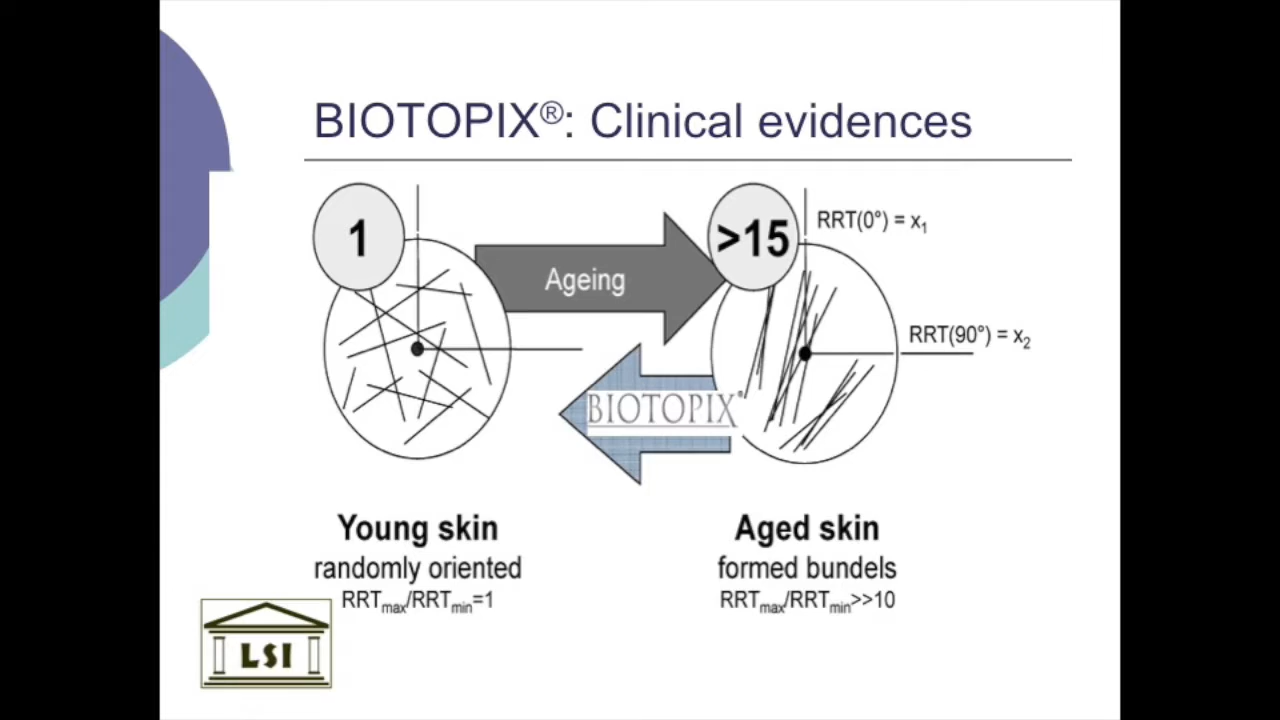 BIOTOPIX®: Clinical evidences
1
>15
RRT(0°) = x₁
Ageing
RRT(90°) = x₂
BIOTOPIX®
Young skin
randomly oriented
RRTmax/RRTmin=1
Aged skin
formed bundels
RRTmax/RRTmin>>10
LSI